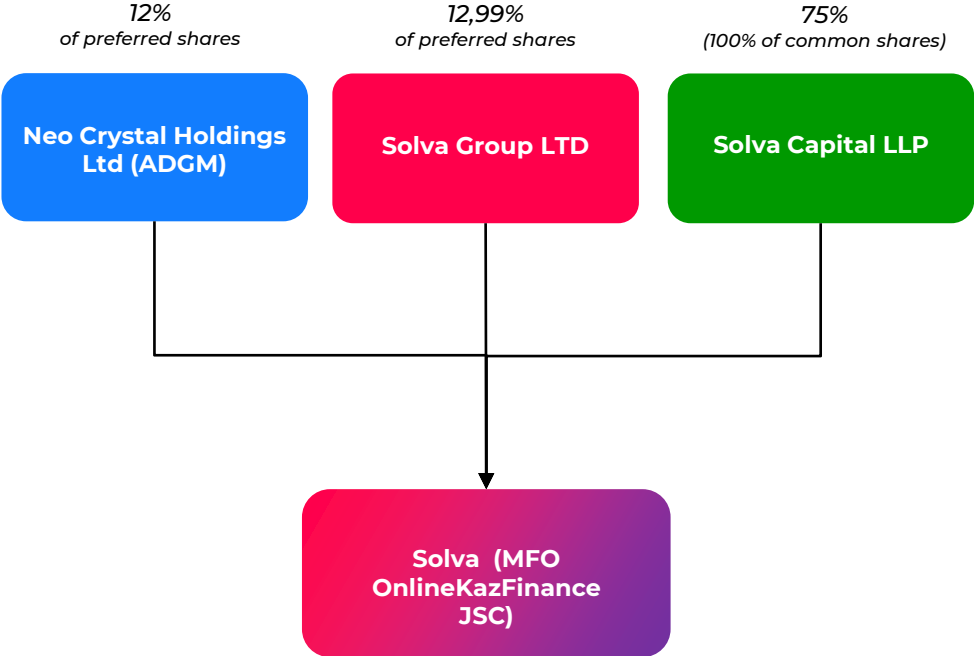 12%
of preferred shares
12,99%
of preferred shares
75%
(100% of common shares)
Neo Crystal Holdings
Ltd (ADGM)
Solva Group LTD
Solva Capital LLP
Solva (MFO
OnlineKazFinance
JSC)